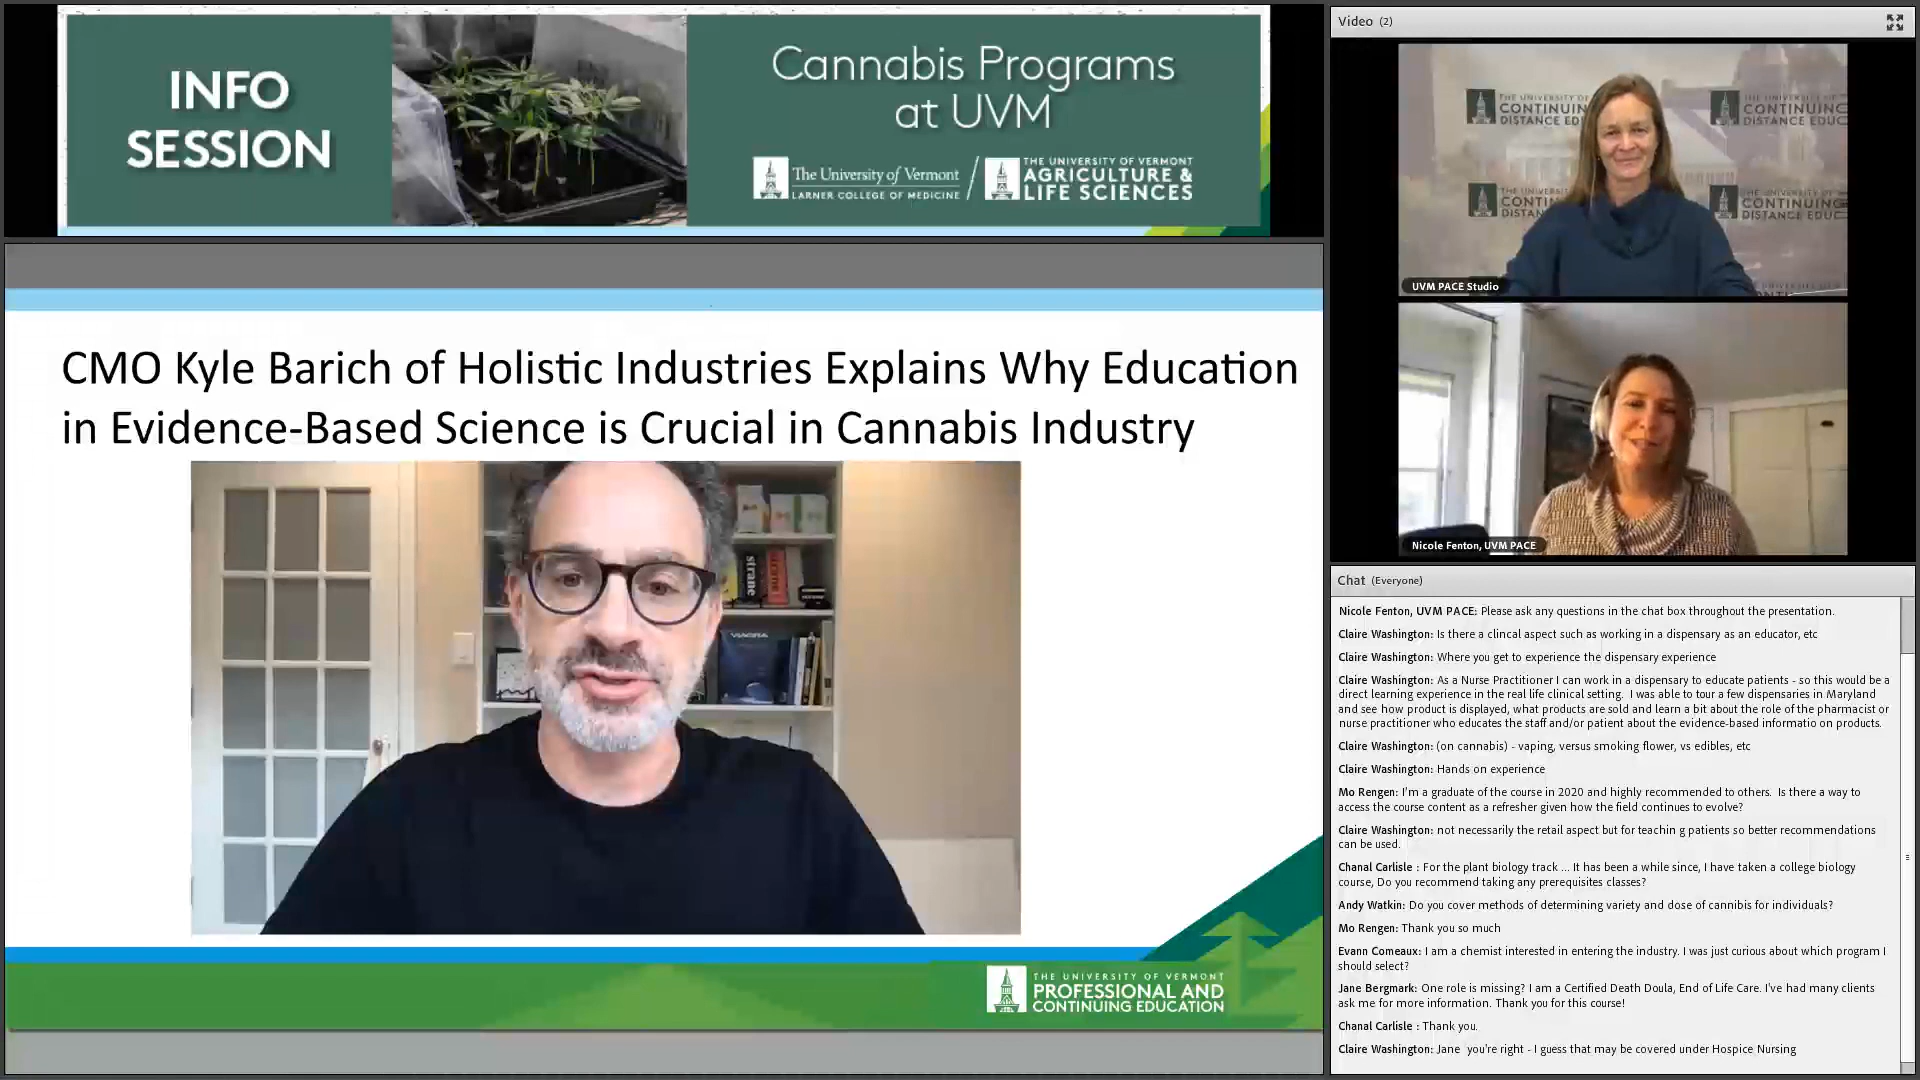 INFO
SESSION
Cannabis Programs
at UVM
The University of Vermont
LARNER COLLEGE OF MEDICINE
THE UNIVERSITY OF VERMONT
AGRICULTURE &
LIFE SCIENCES
CMO Kyle Barich of Holistic Industries Explains Why Education
in Evidence-Based Science is Crucial in Cannabis Industry
VIAGRA
THE UNIVERSITY OF VERMONT
PROFESSIONAL AND
CONTINUING EDUCATION
Video (2)
THE UNIVERSITY OF
CONTINUING
DISTANCE EDUC
UVM PACE Studio
Nicole Fenton, UVM PACE
Chat (Everyone)
Nicole Fenton, UVM PACE: Please ask any questions in the chat box throughout the presentation.
Claire Washington: Is there a clincal aspect such as working in a dispensary as an educator, etc
Claire Washington: Where you get to experience the dispensary experience
Claire Washington: As a Nurse Practitioner I can work in a dispensary to educate patients - so this would be a
direct learning experience in the real life clinical setting. I was able to tour a few dispensaries in Maryland
and see how product is displayed, what products are sold and learn a bit about the role of the pharmacist or
nurse practitioner who educates the staff and/or patient about the evidence-based informatio on products.
Claire Washington: (on cannabis) - vaping, versus smoking flower, vs edibles, etc
Claire Washington: Hands on experience
Mo Rengen: I'm a graduate of the course in 2020 and highly recommended to others. Is there a way to
access the course content as a refresher given how the field continues to evolve?
Claire Washington: not necessarily the retail aspect but for teachin g patients so better recommendations
can be used.
Chanal Carlisle : For the plant biology track ... It has been a while since, I have taken a college biology
course, Do you recommend taking any prerequisites classes?
Andy Watkin: Do you cover methods of determining variety and dose of cannibis for individuals?
Mo Rengen: Thank you so much
Evann Comeaux: I am a chemist interested in entering the industry. I was just curious about which program I
should select?
Jane Bergmark: One role is missing? I am a Certified Death Doula, End of Life Care. I've had many clients
ask me for more information. Thank you for this course!
Chanal Carlisle : Thank you.
Claire Washington: Jane you're right - I guess that may be covered under Hospice Nursing